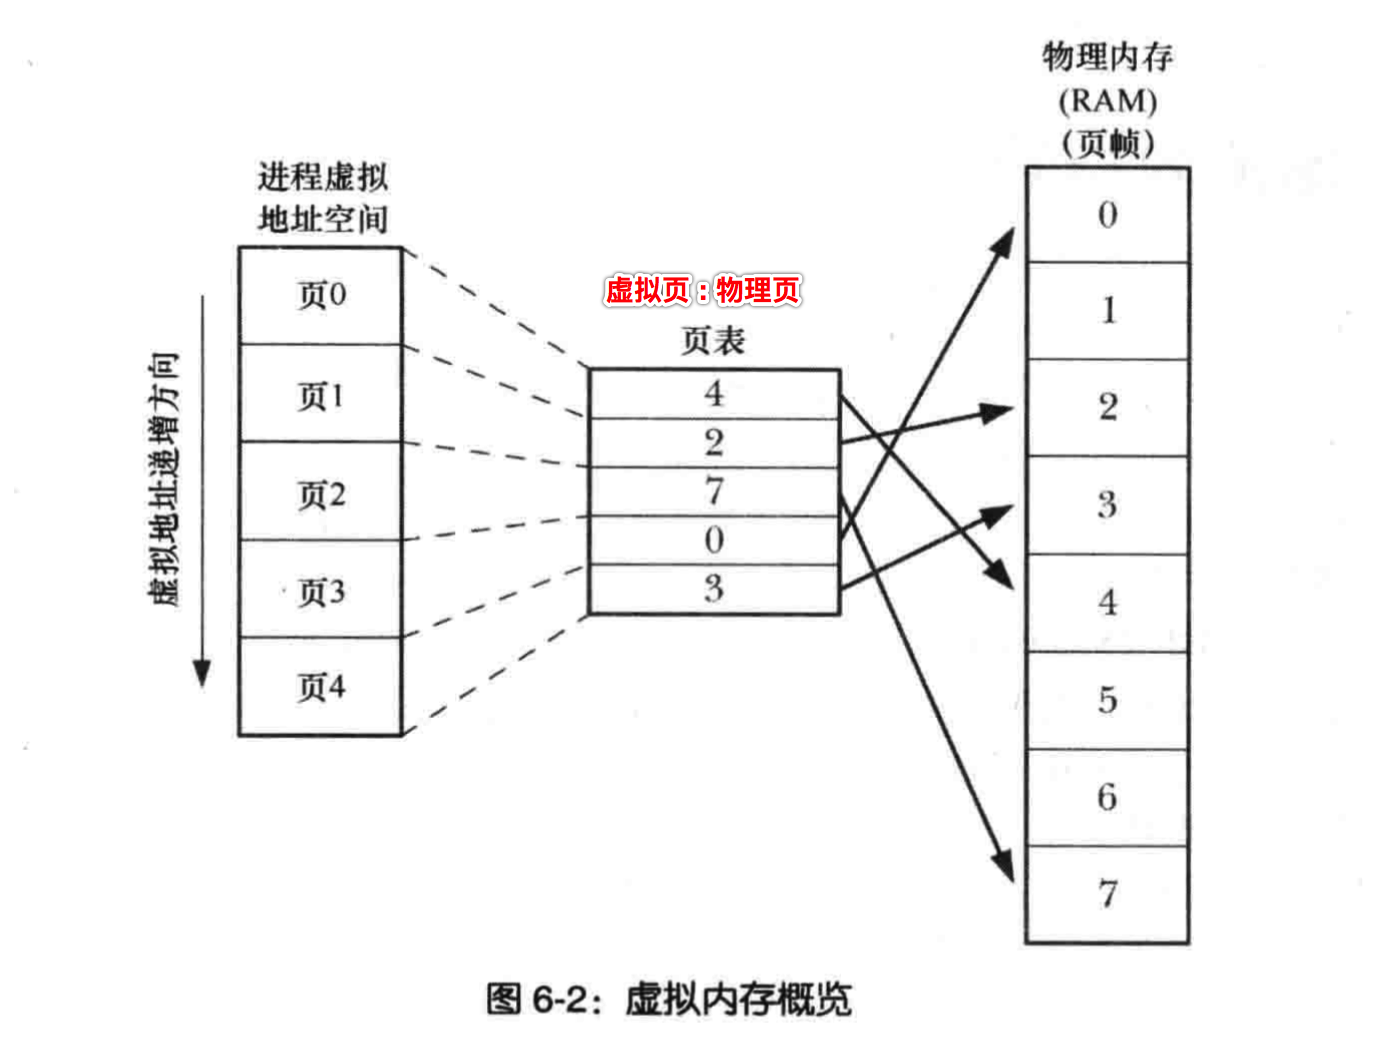 物理内存
(RAM)
(页帧)
进程虚拟
地址空间
虚拟地址递增方向
页0
页1
页2
页3
页4
虚拟页：物理页
页表
4
2
7
0
3
0
1
2
3
4
5
6
7
图 6-2：虚拟内存概览